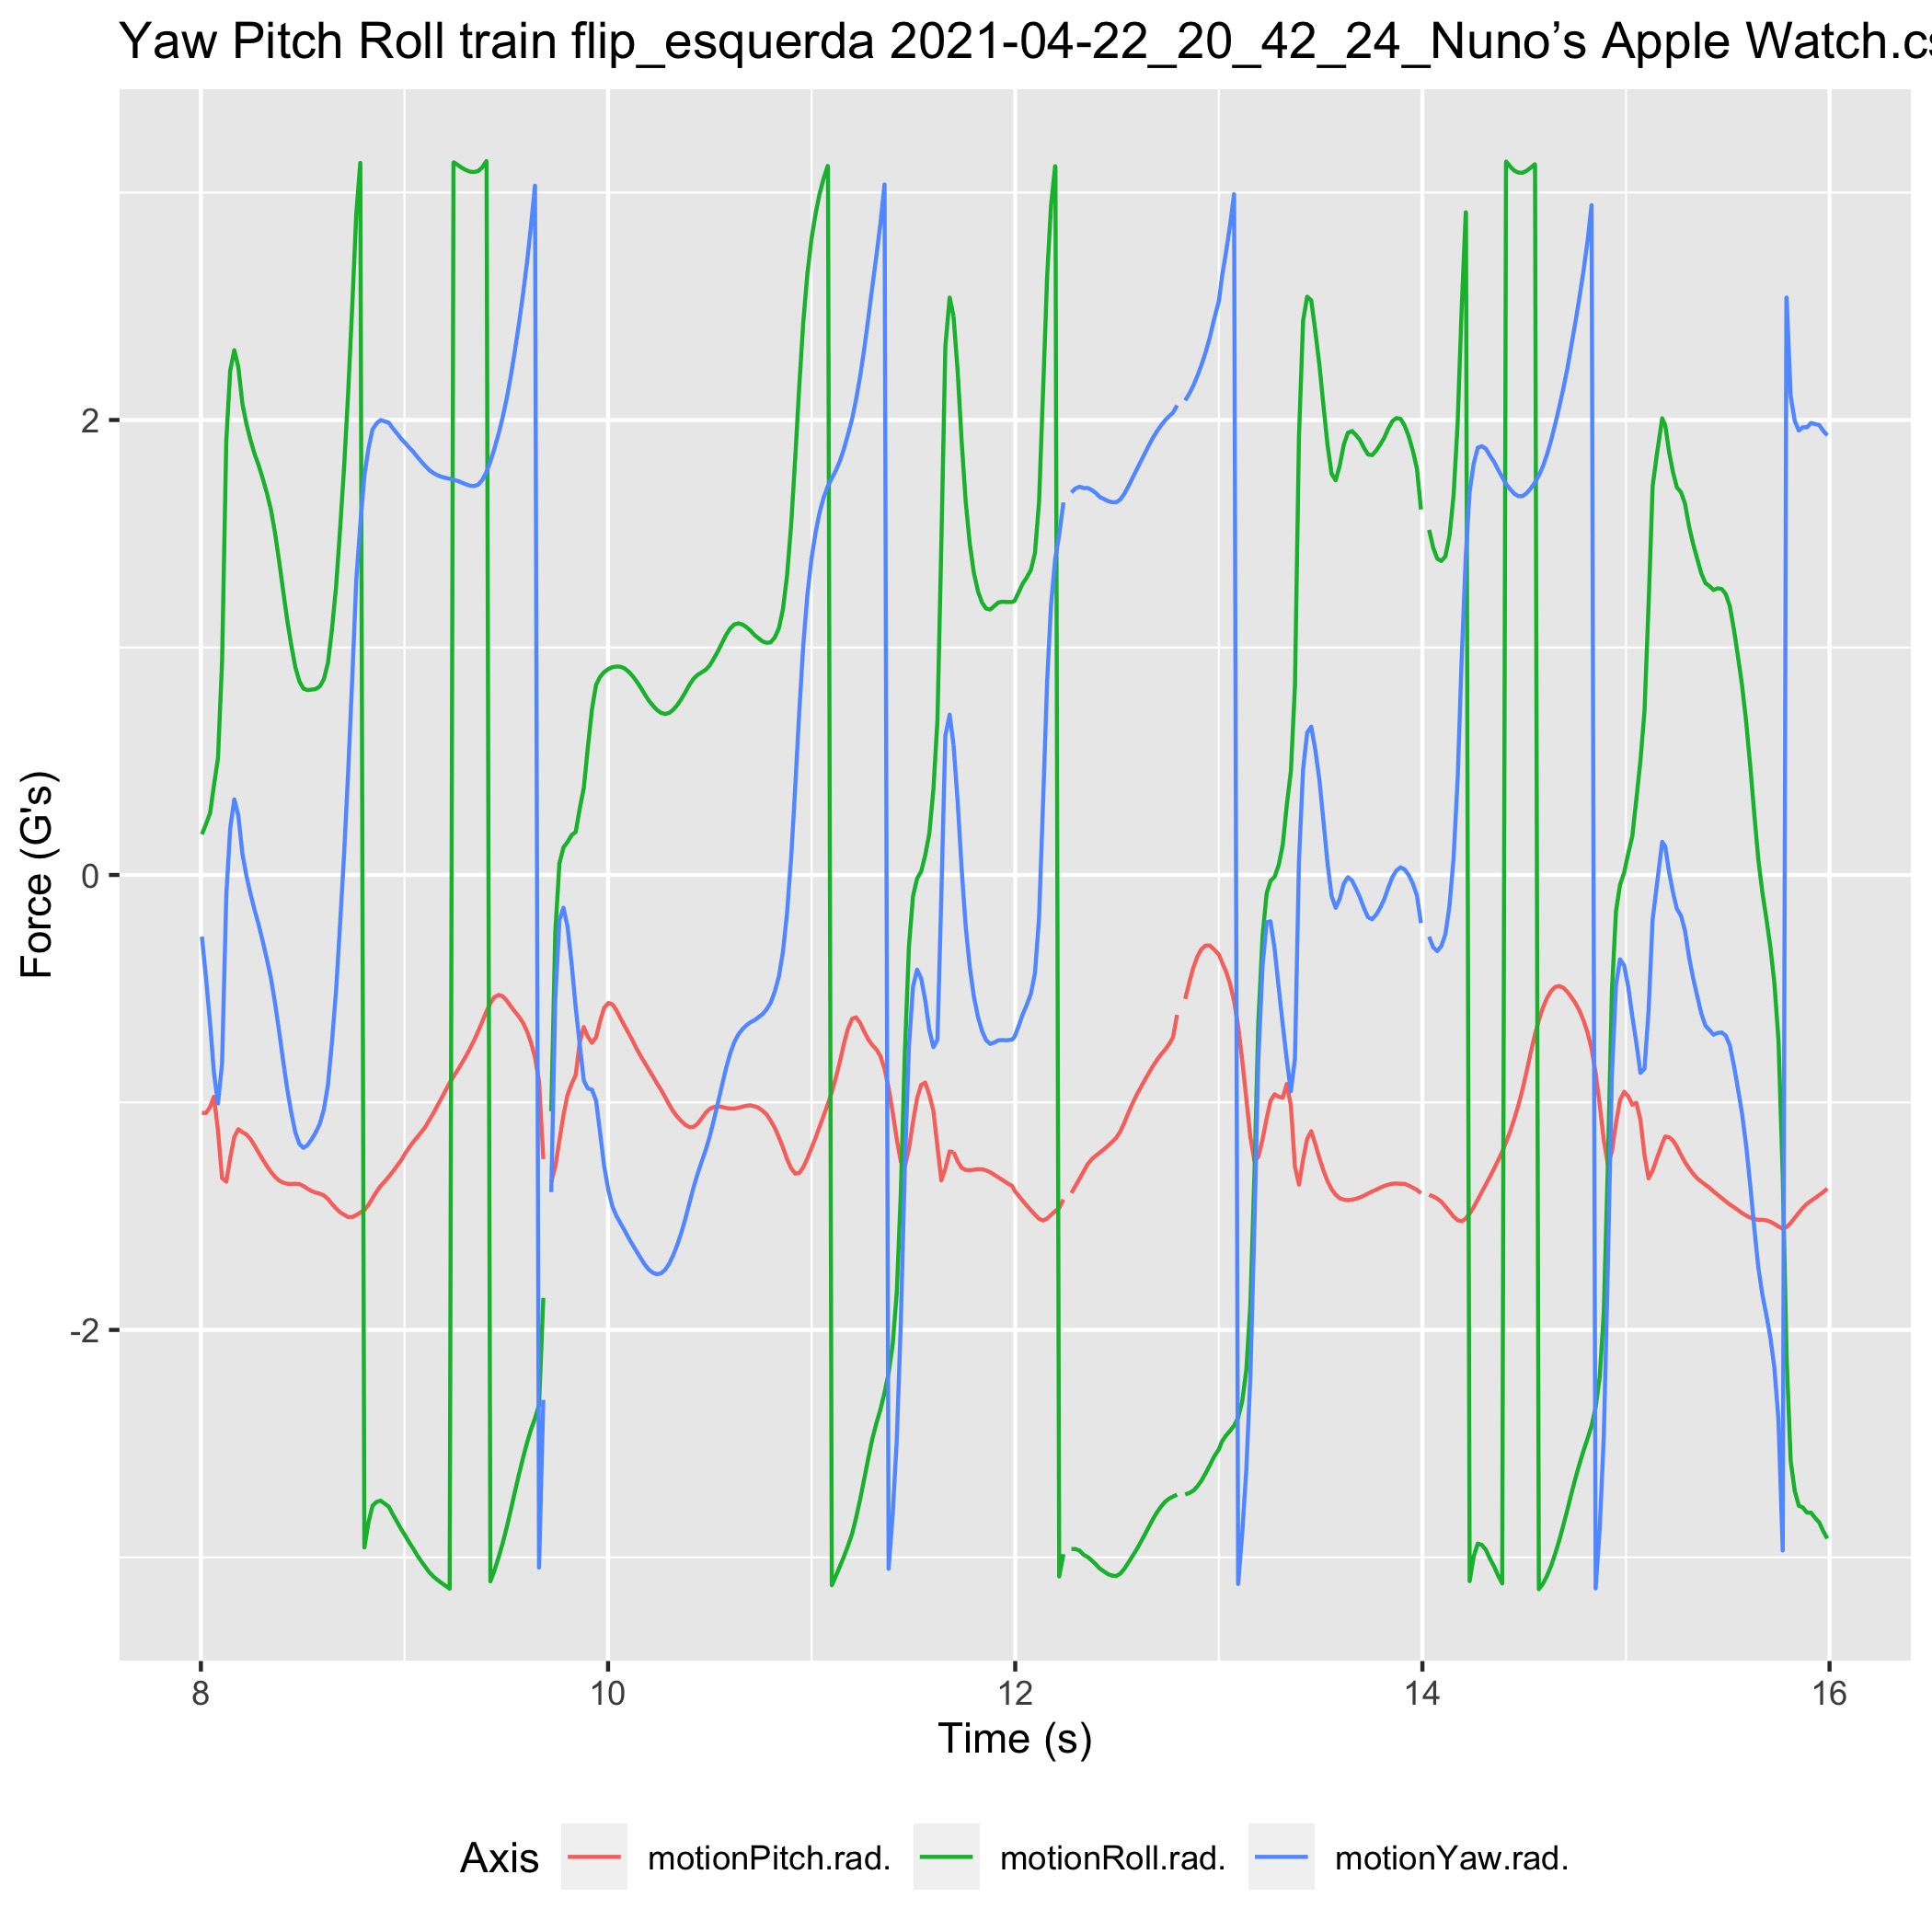 Yaw Pitch Roll train flip_esquerda 2021-04-22_20_42_24_Nuno’s Apple Watch.cs
Force (G's)
2
0
-2
8 10 12 14 16
Time (s)
Axis motionPitch.rad. motionRoll.rad. motionYaw.rad.